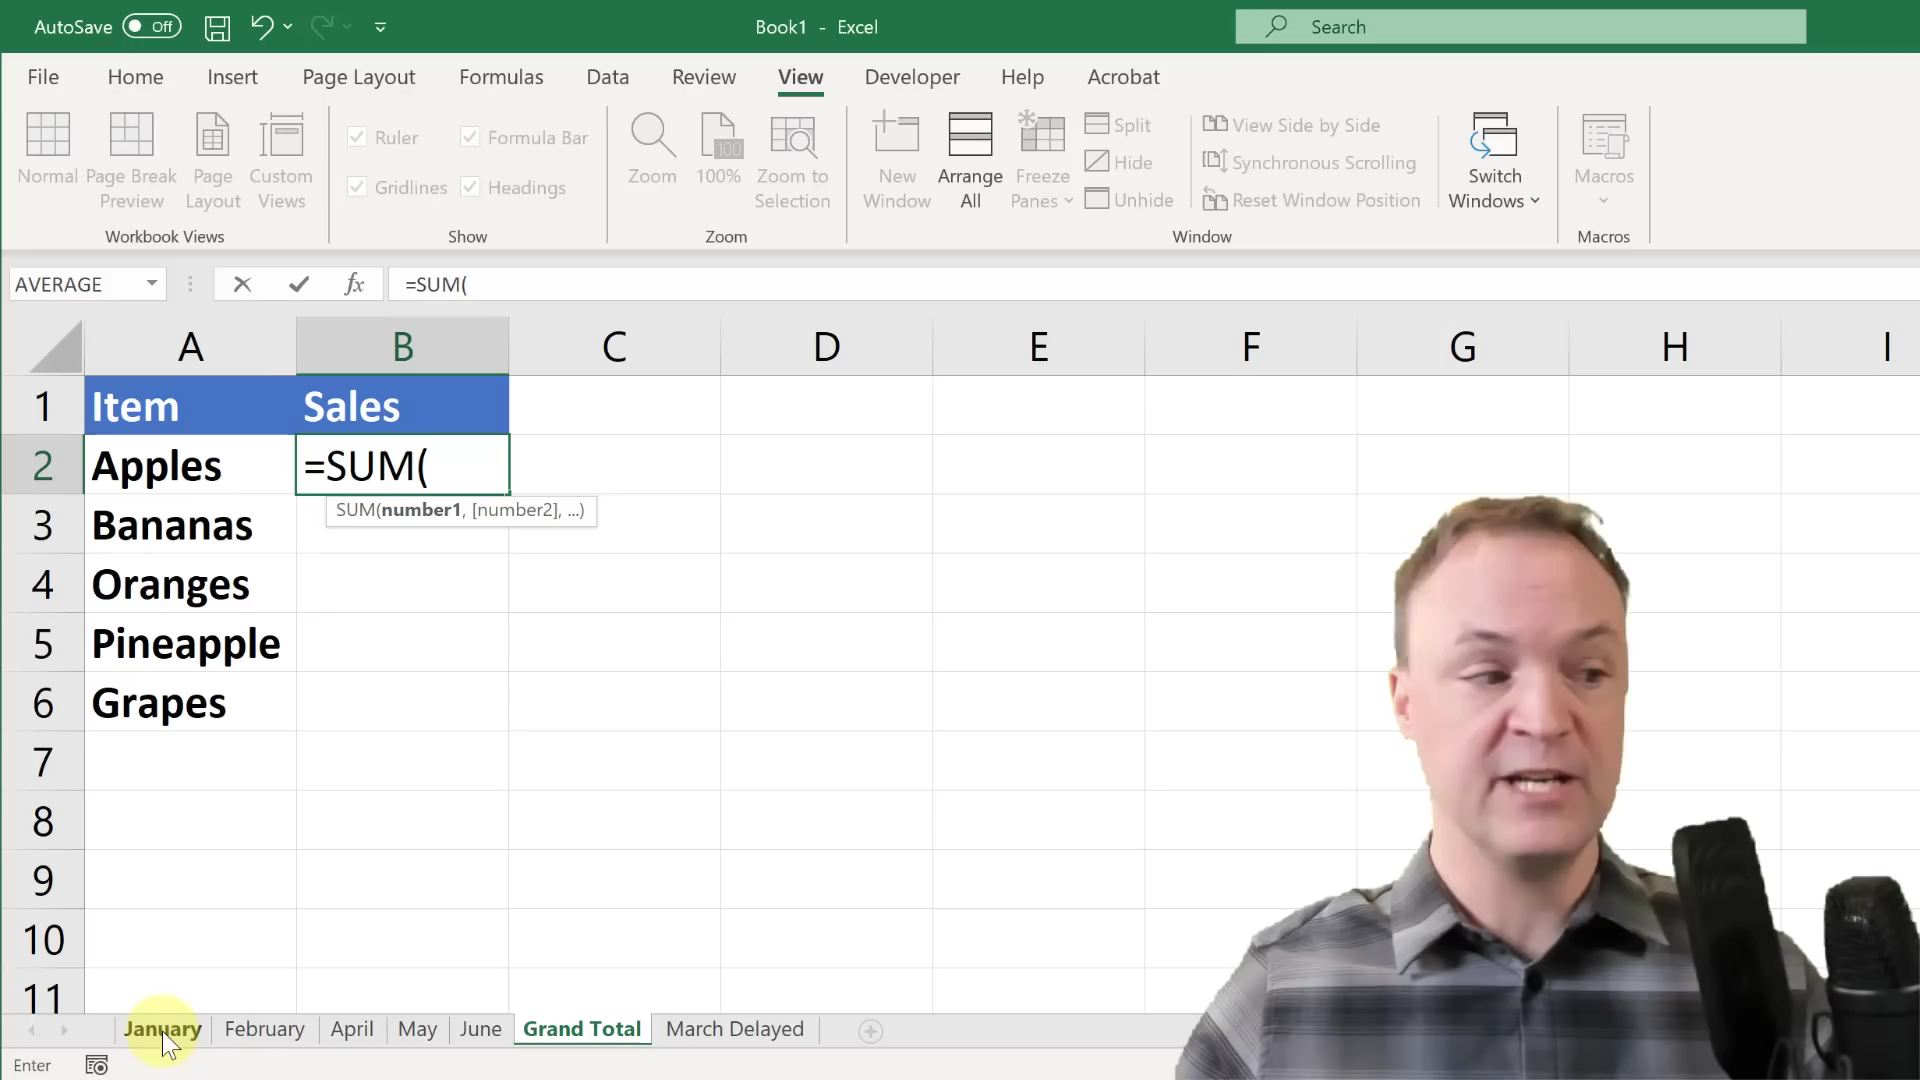 AutoSave Off
Book1 - Excel
Search
File Home Insert Page Layout Formulas Data Review View Developer Help Acrobat
Normal
Page Break Preview
Page Layout
Custom Views
Workbook Views
Ruler
Formula Bar
Gridlines
Headings
Show
Zoom
100
100%
Zoom to Selection
Zoom
New Window
Arrange All
Freeze Panes
Split
Hide
Unhide
View Side by Side
Synchronous Scrolling
Reset Window Position
Window
Switch Windows
Macros
Macros
AVERAGE fx =SUM(
A B C D E F G H I
1 Item Sales
2 Apples =SUM(
SUM(number1, [number2], ...)
3 Bananas
4 Oranges
5 Pineapple
6 Grapes
7
8
9
10
11
January February April May June Grand Total March Delayed
Enter